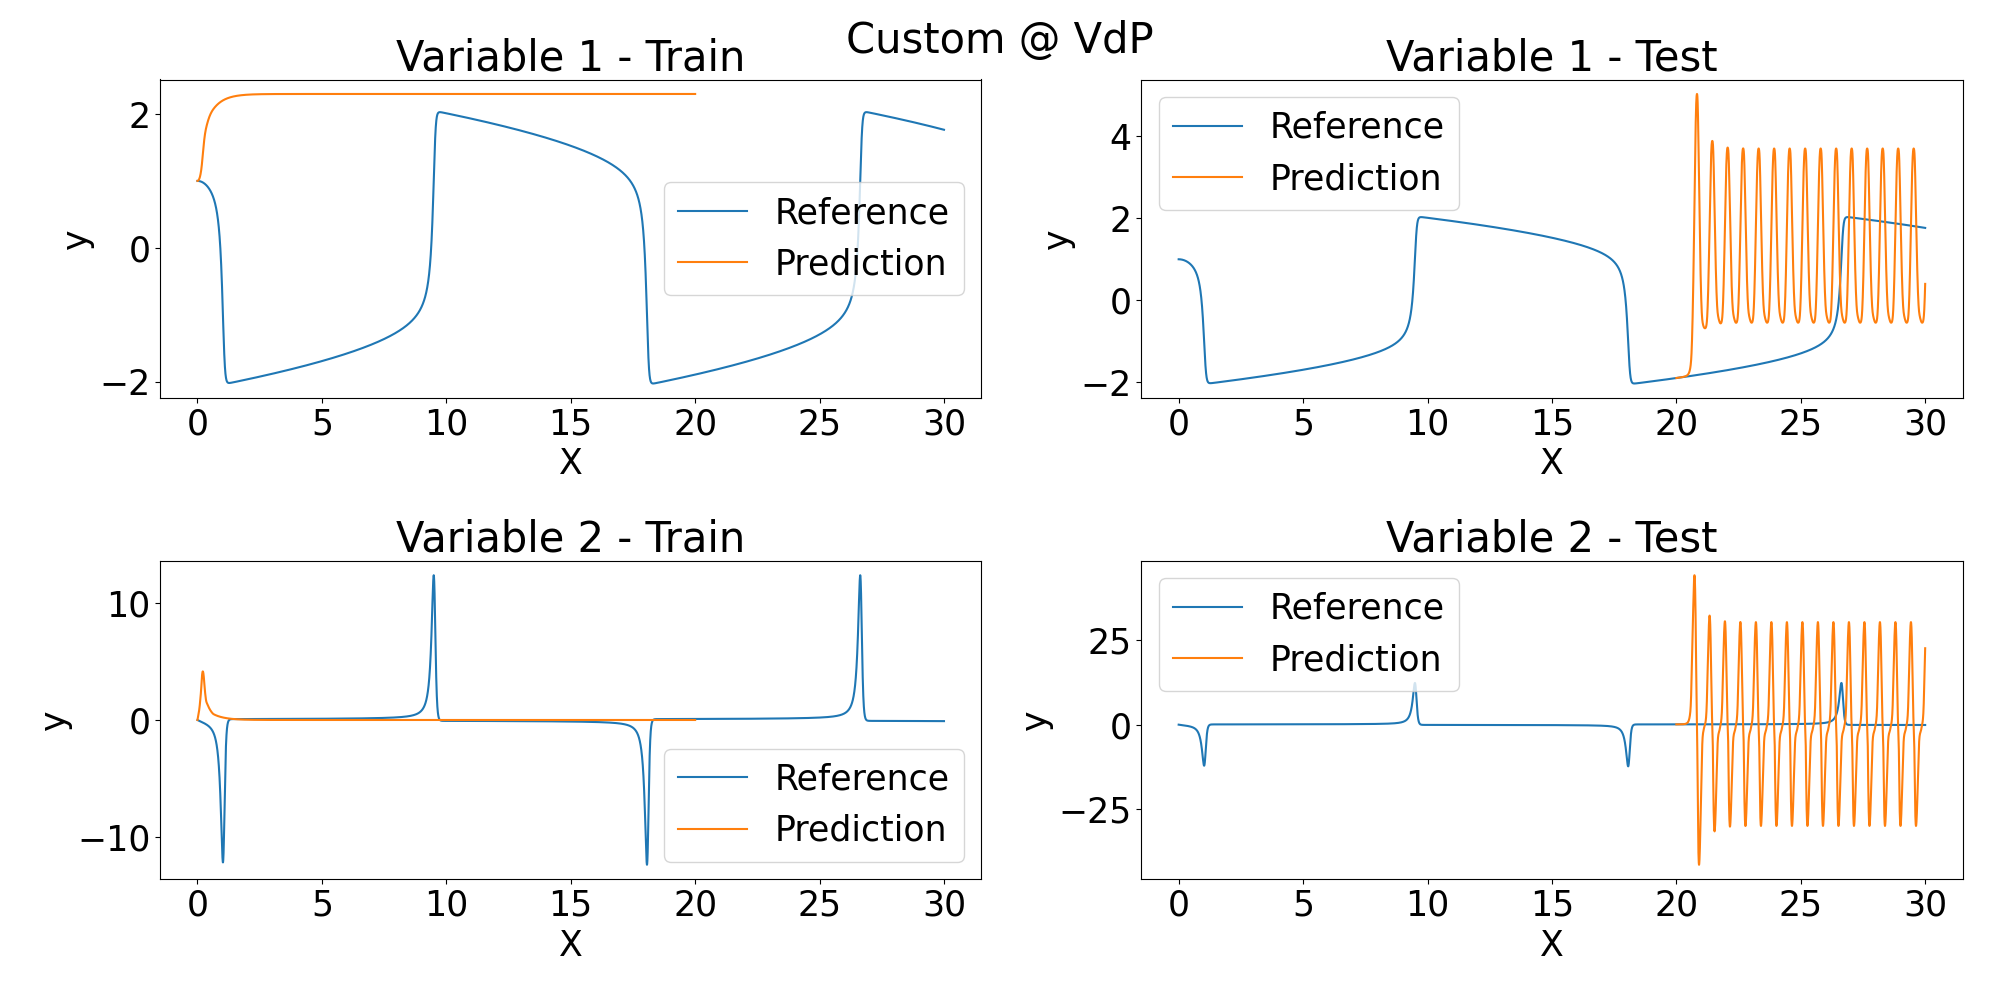 Custom @ VdP
Variable 1 - Train
2
0
−2
y
Reference
Prediction
0 5 10 15 20 25 30
X
Variable 1 - Test
4
2
0
−2
y
Reference
Prediction
0 5 10 15 20 25 30
X
Variable 2 - Train
10
0
−10
y
Reference
Prediction
0 5 10 15 20 25 30
X
Variable 2 - Test
25
0
−25
y
Reference
Prediction
0 5 10 15 20 25 30
X